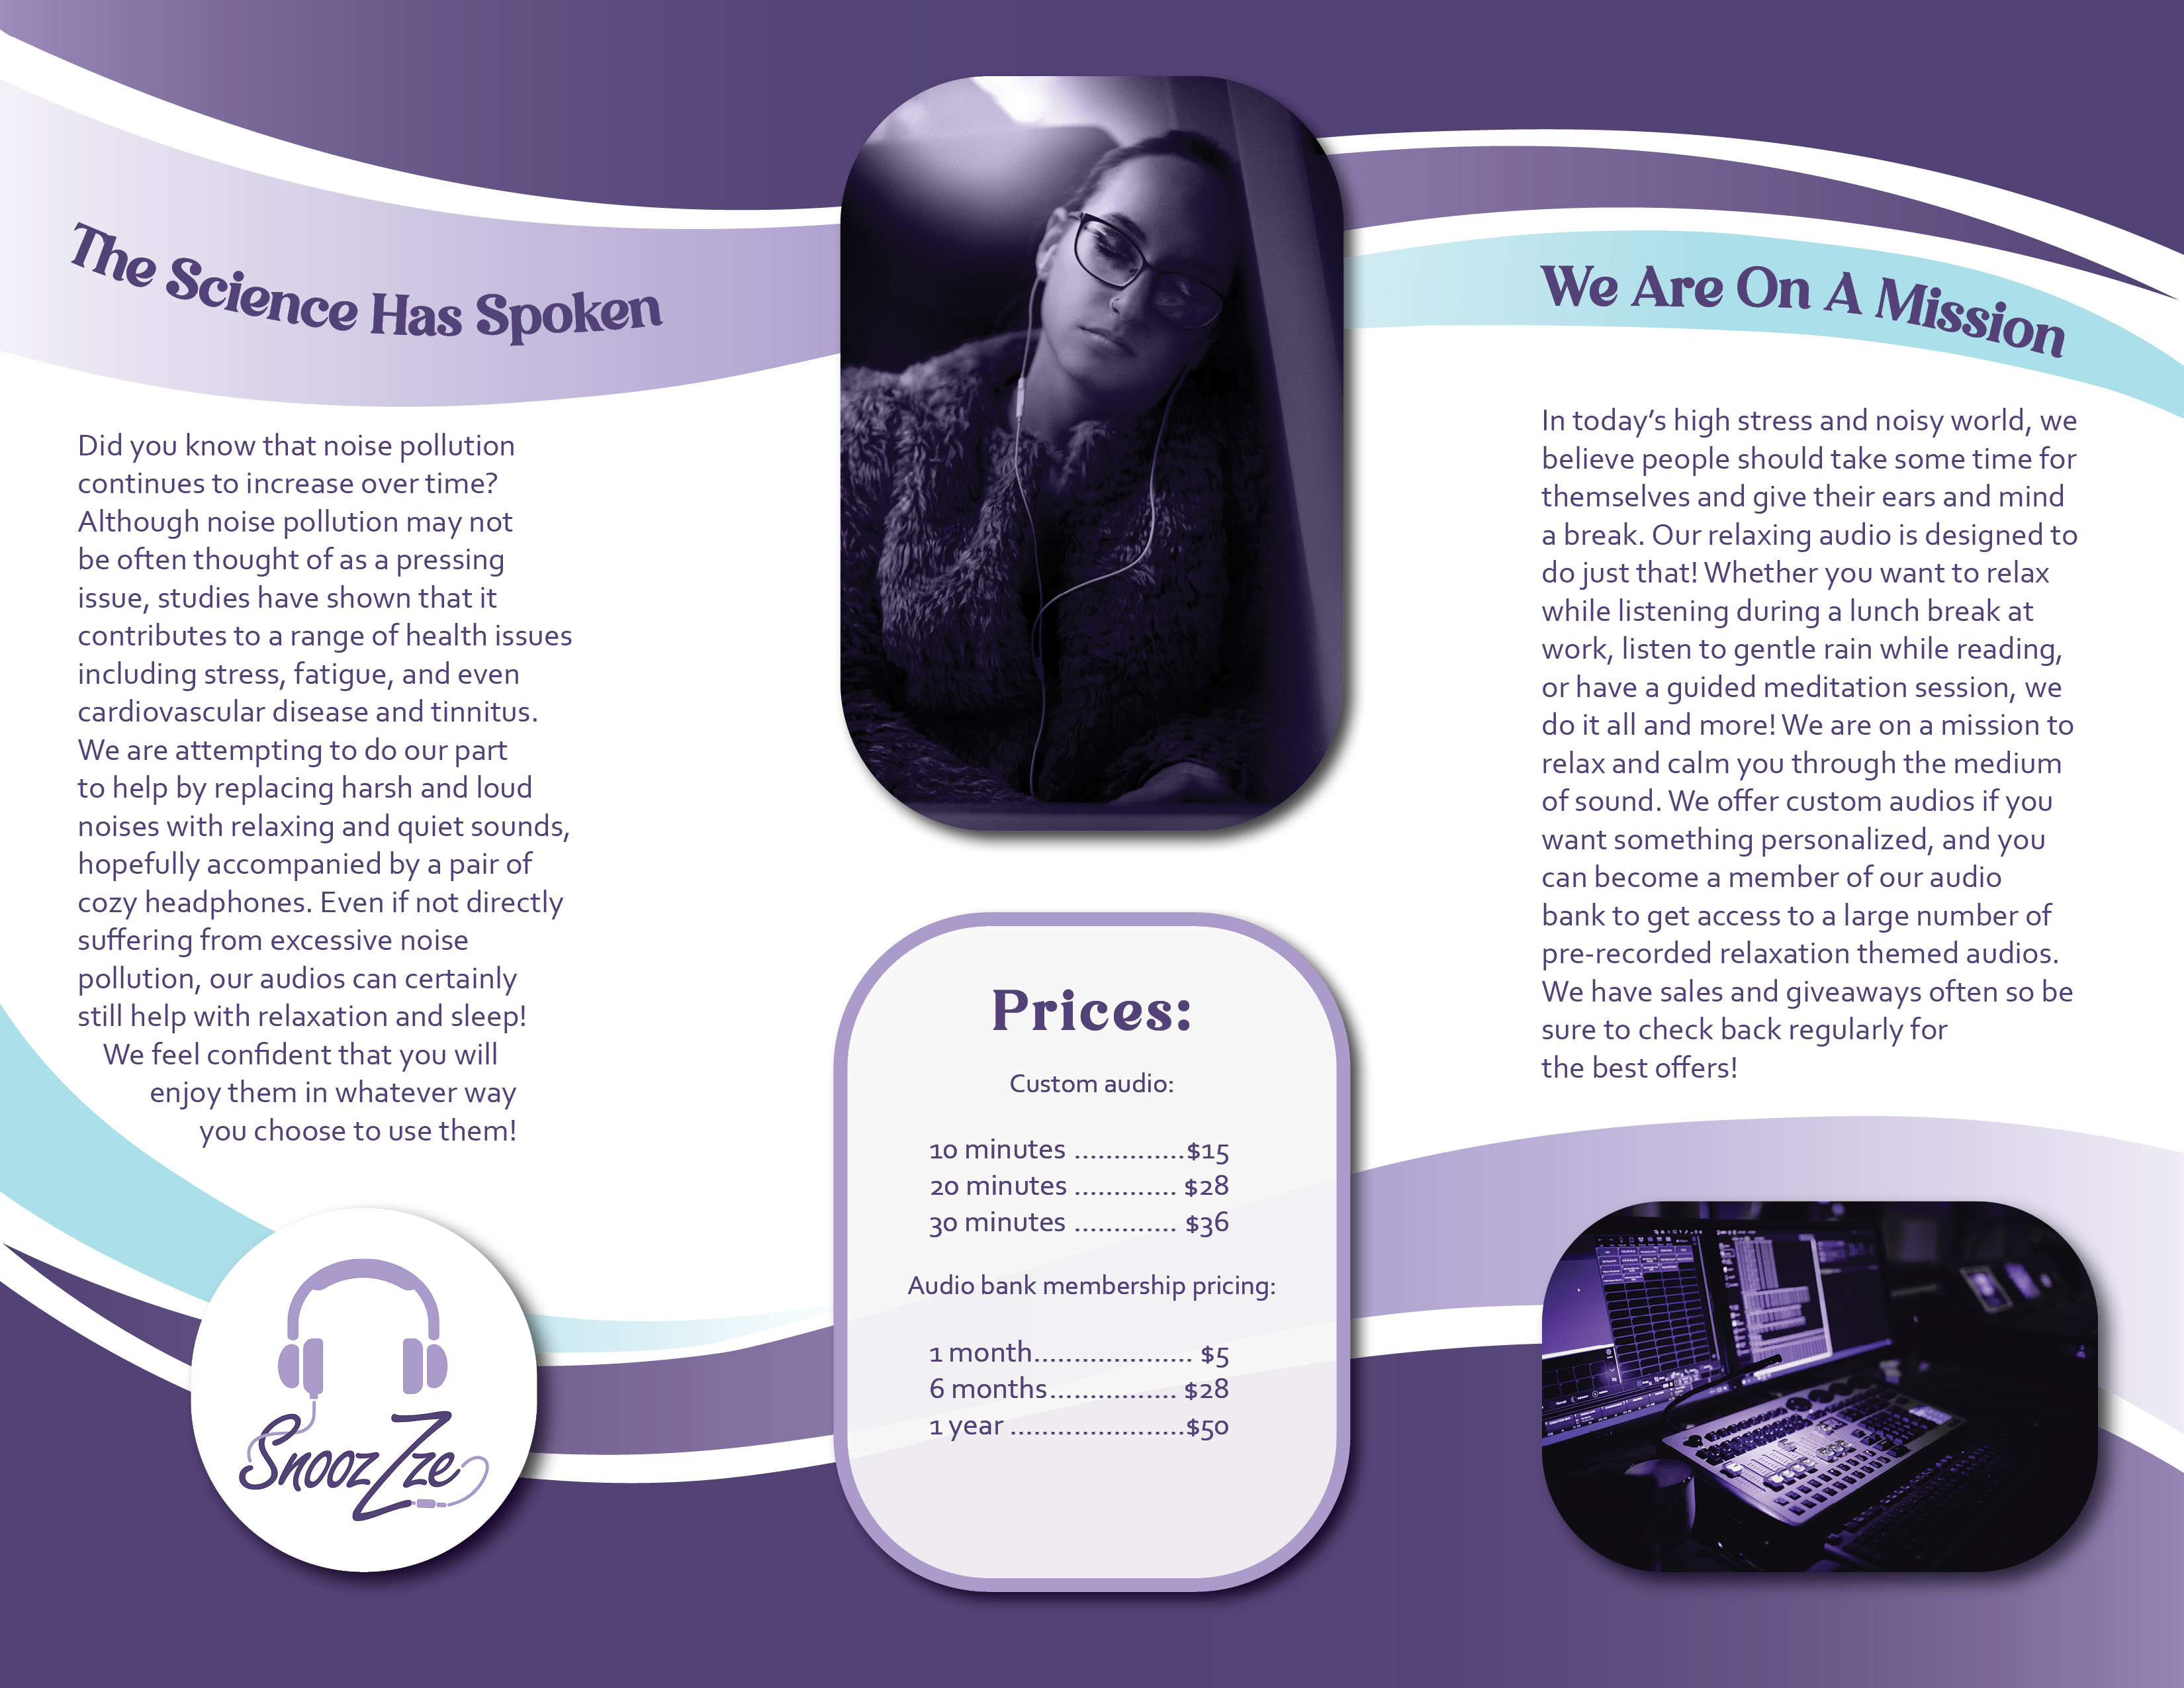 The Science Has Spoken
Did you know that noise pollution
continues to increase over time?
Although noise pollution may not
be often thought of as a pressing
issue, studies have shown that it
contributes to a range of health issues
including stress, fatigue, and even
cardiovascular disease and tinnitus.
We are attempting to do our part
to help by replacing harsh and loud
noises with relaxing and quiet sounds,
hopefully accompanied by a pair of
cozy headphones. Even if not directly
suffering from excessive noise
pollution, our audios can certainly
still help with relaxation and sleep!
We feel confident that you will
enjoy them in whatever way
you choose to use them!
SnoozZze
Prices:
Custom audio:
10 minutes ..............$15
20 minutes ............. $28
30 minutes ............. $36
Audio bank membership pricing:
1 month.................... $5
6 months................ $28
1 year ......................$50
We Are On A Mission
In today’s high stress and noisy world, we
believe people should take some time for
themselves and give their ears and mind
a break. Our relaxing audio is designed to
do just that! Whether you want to relax
while listening during a lunch break at
work, listen to gentle rain while reading,
or have a guided meditation session, we
do it all and more! We are on a mission to
relax and calm you through the medium
of sound. We offer custom audios if you
want something personalized, and you
can become a member of our audio
bank to get access to a large number of
pre-recorded relaxation themed audios.
We have sales and giveaways often so be
sure to check back regularly for
the best offers!